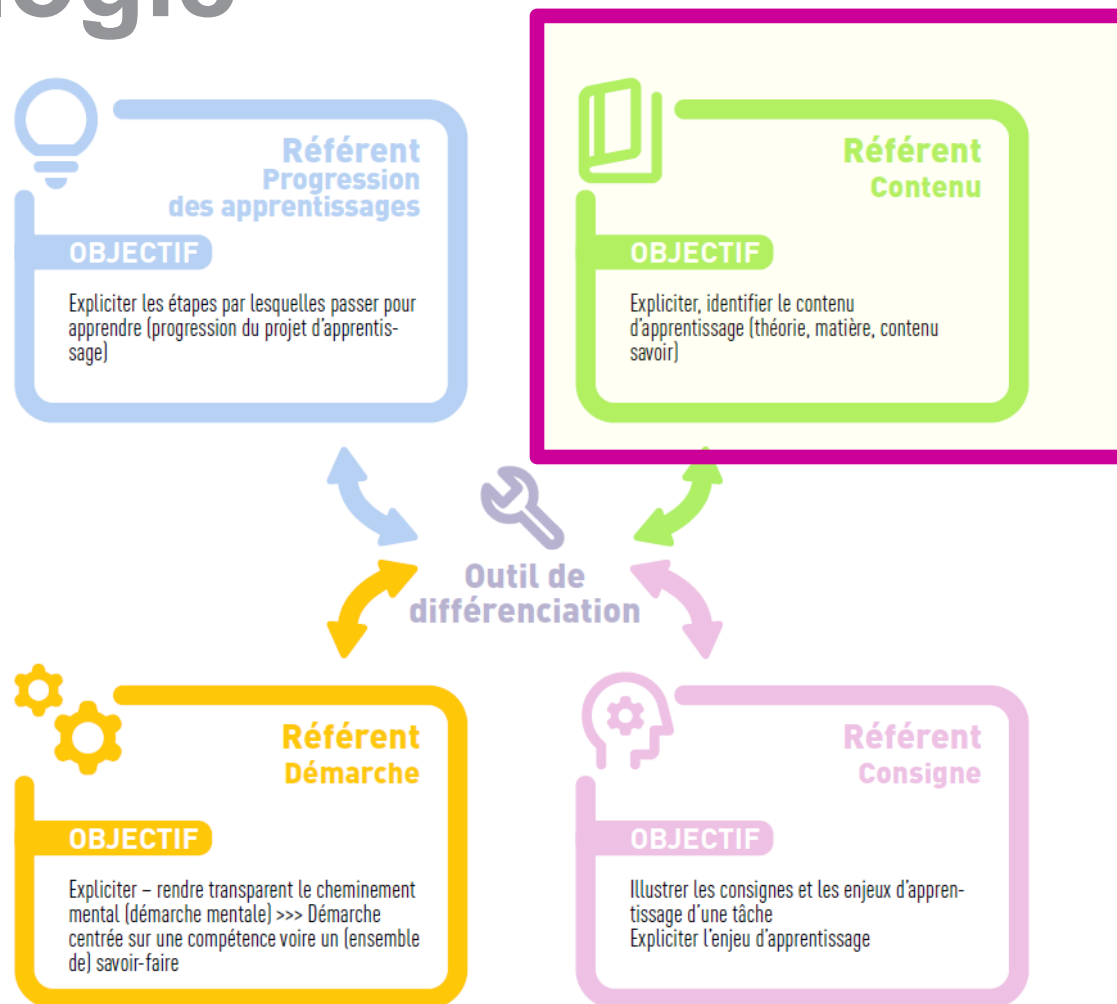 Référent
Progression
des apprentissages
OBJECTIF
Expliciter les étapes par lesquelles passer pour
apprendre (progression du projet d'apprentis-
sage)
Référent
Contenu
OBJECTIF
Expliciter, identifier le contenu
d'apprentissage (théorie, matière, contenu
savoir)
Outil de
différenciation
Référent
Démarche
OBJECTIF
Expliciter – rendre transparent le cheminement
mental (démarche mentale) >>> Démarche
centrée sur une compétence voire un (ensemble
de) savoir-faire
Référent
Consigne
OBJECTIF
Illustrer les consignes et les enjeux d'appren-
tissage d'une tâche
Expliciter l'enjeu d'apprentissage